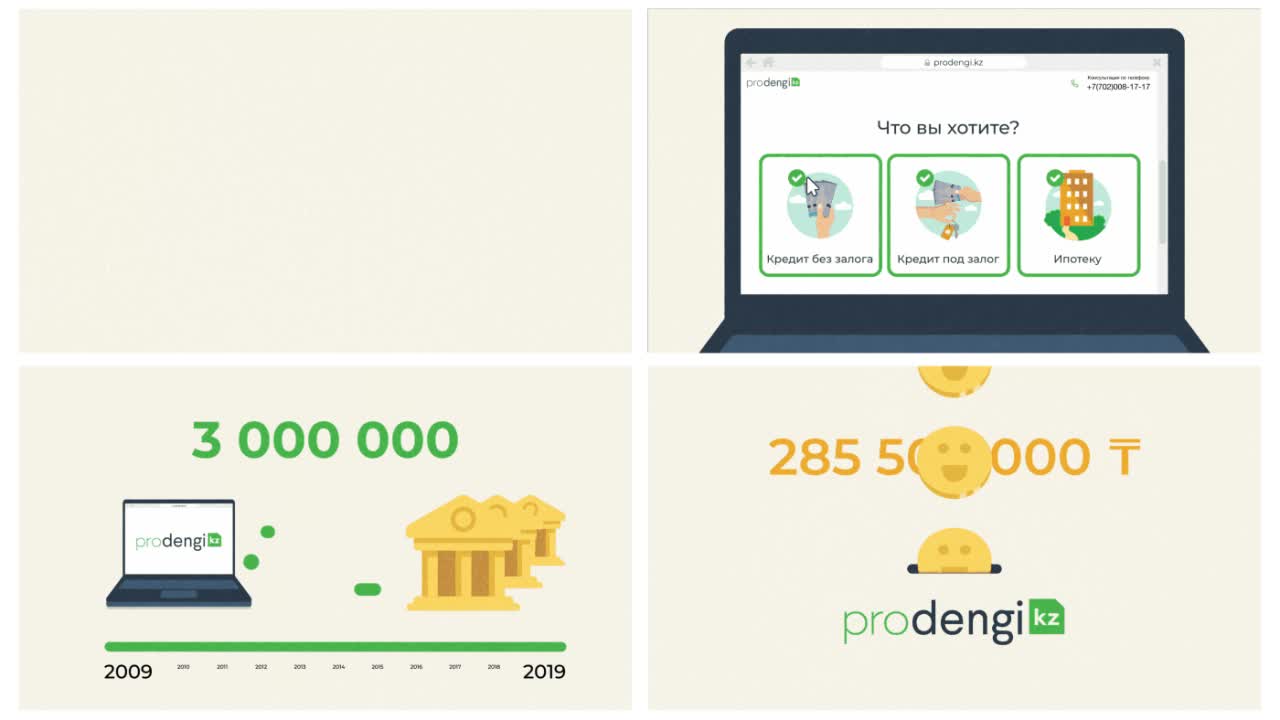 prodengi.kz
prodengi kz
Консультация по телефону
+7(702)008-17-17
Что вы хотите?
Кредит без залога
Кредит под залог
Ипотеку
3 000 000
prodengi kz
2009 2010 2011 2012 2013 2014 2015 2016 2017 2018 2019
285 50 000 ₸
prodengi kz